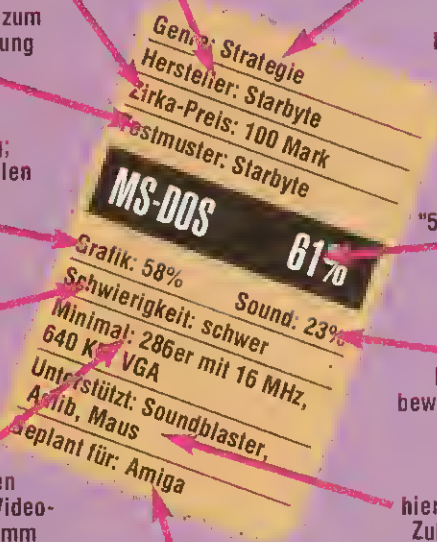 zum
ung
;
len
Genre: Strategie
Hersteller: Starbyte
Zirka-Preis: 100 Mark
Testmuster: Starbyte
MS-DOS 61%
"5
Grafik: 58% Sound: 23%
Schwierigkeit: schwer
Minimal: 286er mit 16 MHz,
640 KB, VGA
Unterstützt: Soundblaster,
Adlib, Maus
Geplant für: Amiga
bew
en
Video-
mm
hier
Zu